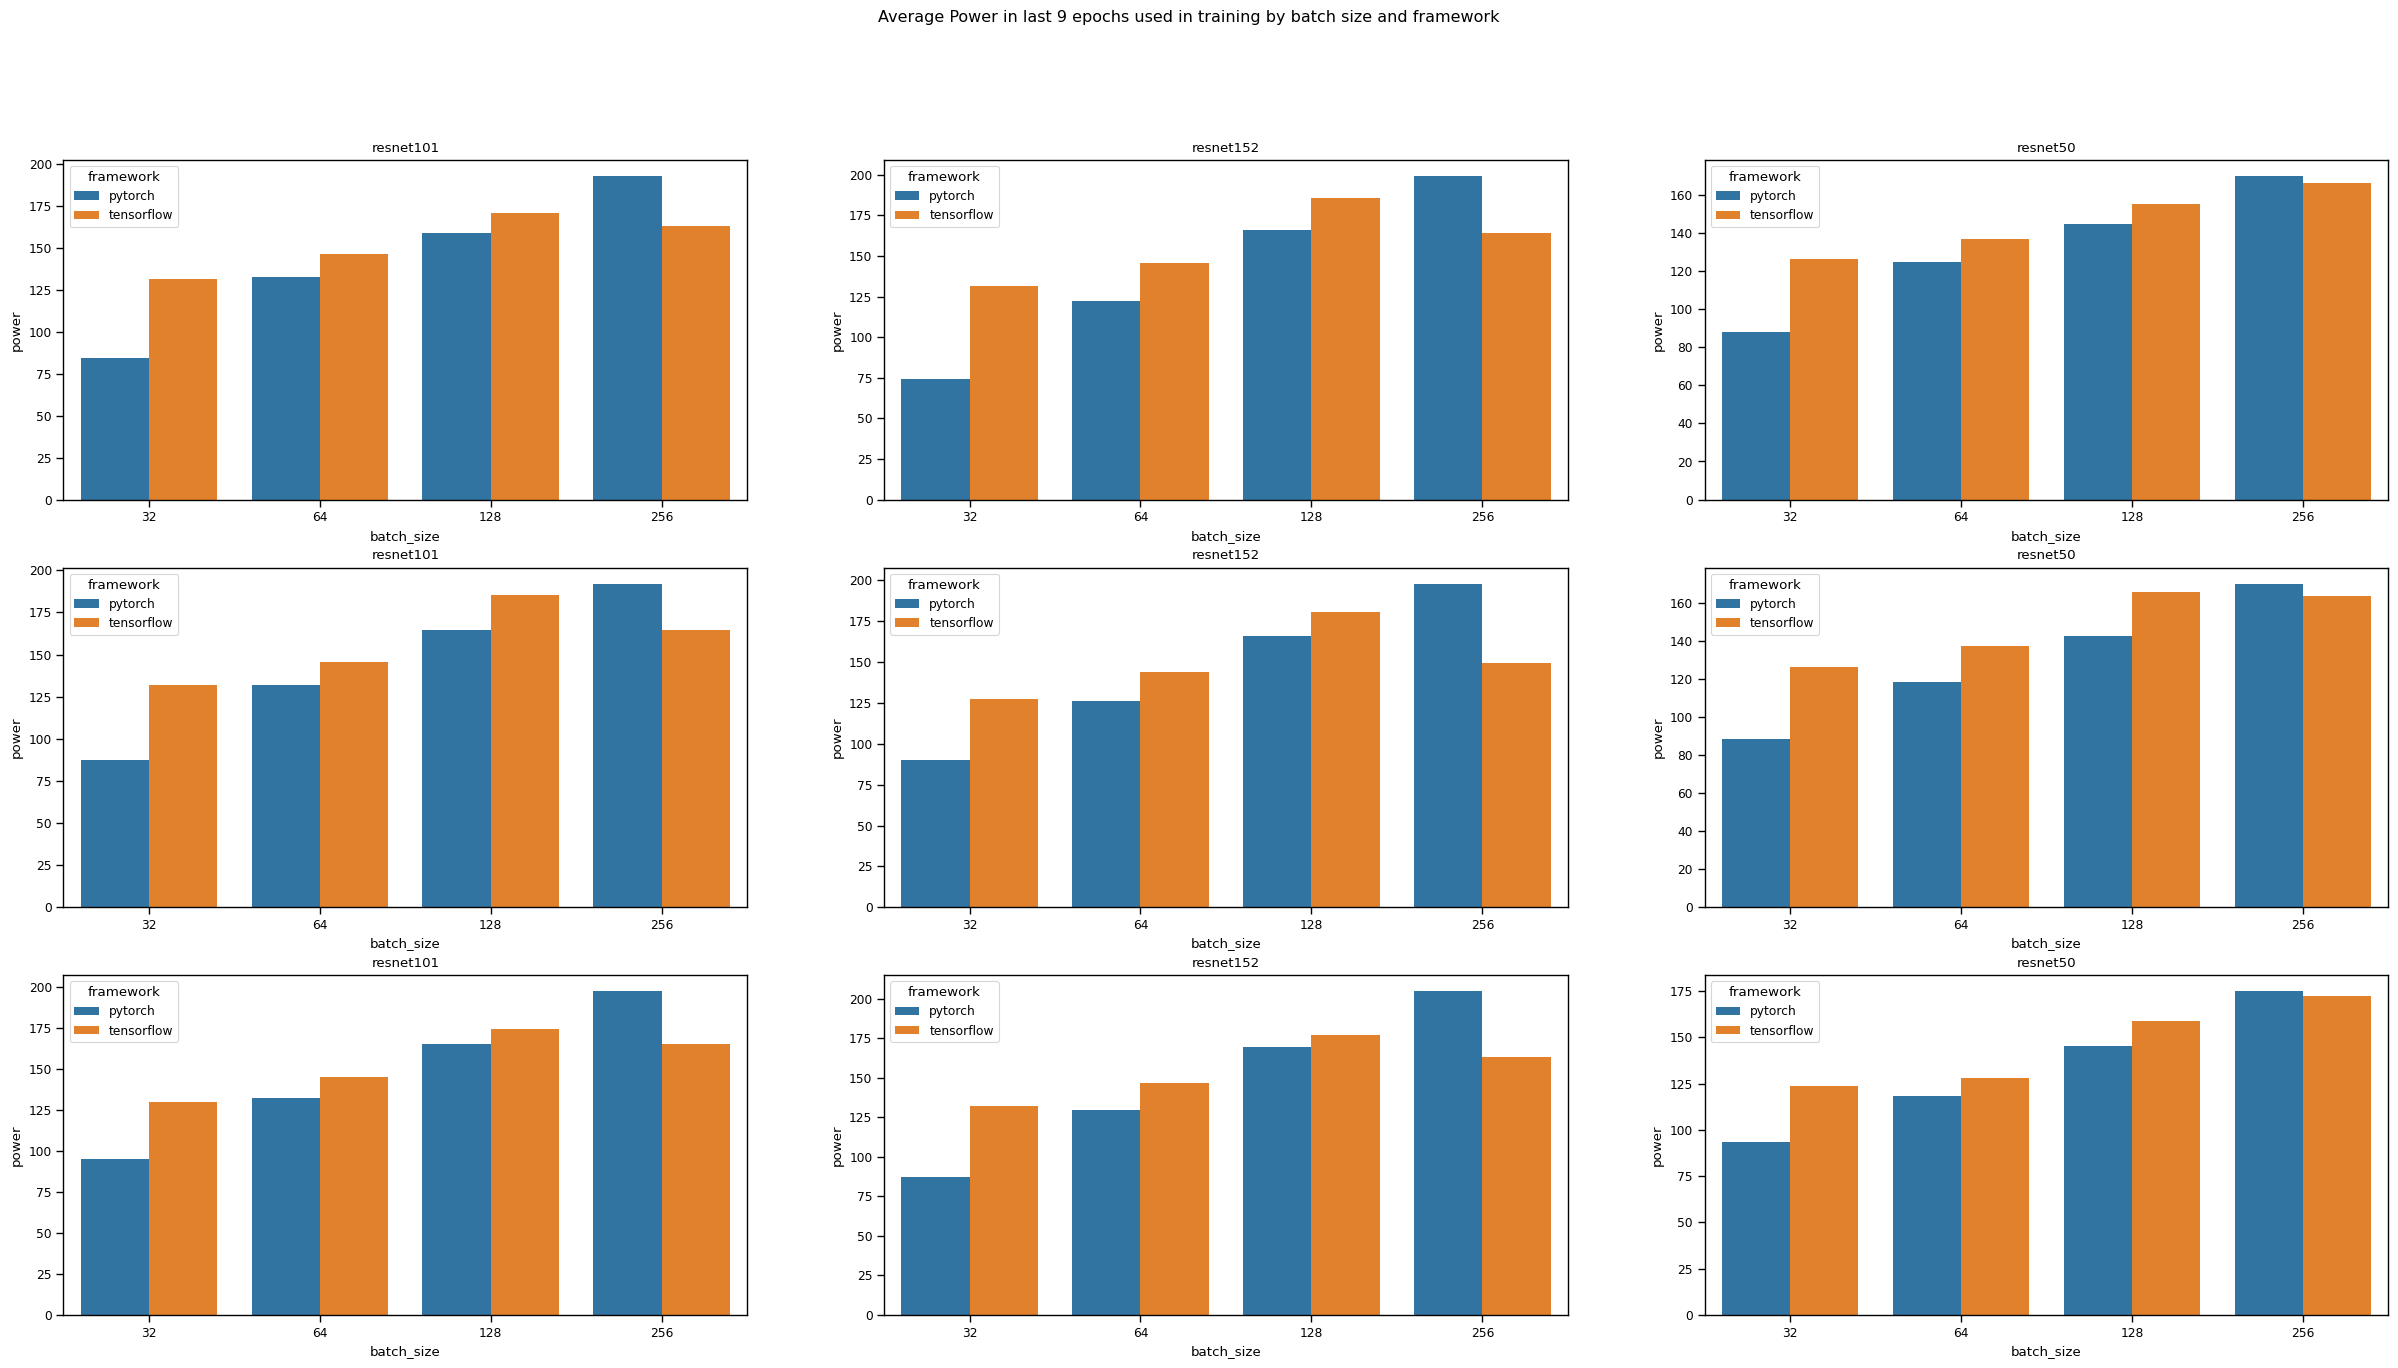 Average Power in last 9 epochs used in training by batch size and framework
resnet101
framework
pytorch
tensorflow
200
175
150
125
100
75
50
25
0
power
32 64 128 256
batch_size
resnet152
framework
pytorch
tensorflow
200
175
150
125
100
75
50
25
0
power
32 64 128 256
batch_size
resnet50
framework
pytorch
tensorflow
160
140
120
100
80
60
40
20
0
power
32 64 128 256
batch_size
resnet101
framework
pytorch
tensorflow
200
175
150
125
100
75
50
25
0
power
32 64 128 256
batch_size
resnet152
framework
pytorch
tensorflow
200
175
150
125
100
75
50
25
0
power
32 64 128 256
batch_size
resnet50
framework
pytorch
tensorflow
160
140
120
100
80
60
40
20
0
power
32 64 128 256
batch_size
resnet101
framework
pytorch
tensorflow
200
175
150
125
100
75
50
25
0
power
32 64 128 256
batch_size
resnet152
framework
pytorch
tensorflow
200
175
150
125
100
75
50
25
0
power
32 64 128 256
batch_size
resnet50
framework
pytorch
tensorflow
175
150
125
100
75
50
25
0
power
32 64 128 256
batch_size